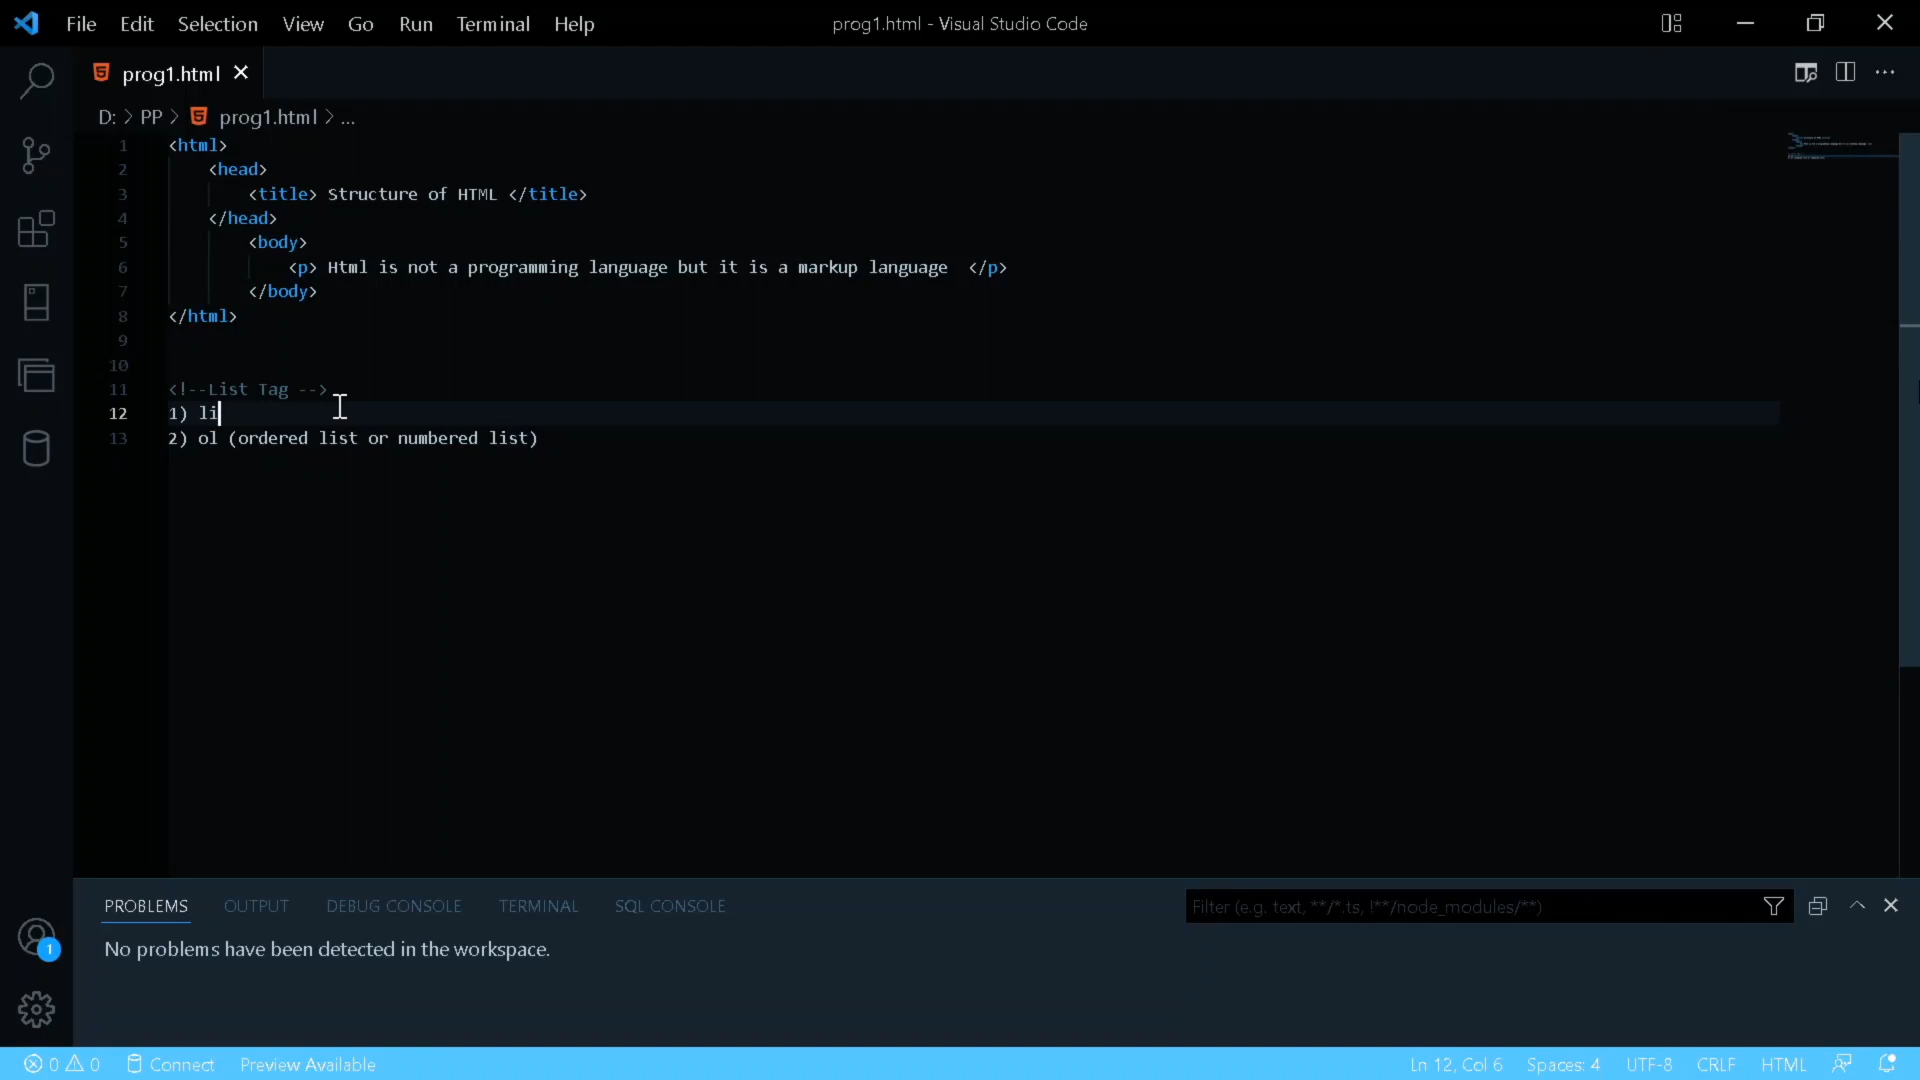 File Edit Selection View Go Run Terminal Help prog1.html - Visual Studio Code
prog1.html
D: > PP > prog1.html > ...
1 <html>
2 <head>
3 <title> Structure of HTML </title>
4 </head>
5 <body>
6 <p> Html is not a programming language but it is a markup language </p>
7 </body>
8 </html>
9
10
11 <!--List Tag -->
12 1) li
13 2) ol (ordered list or numbered list)
PROBLEMS OUTPUT DEBUG CONSOLE TERMINAL SQL CONSOLE Filter (e.g. text, **/*.ts, !**/node_modules/**)
No problems have been detected in the workspace.
1
0 0 Connect Preview Available Ln 12, Col 6 Spaces: 4 UTF-8 CRLF HTML